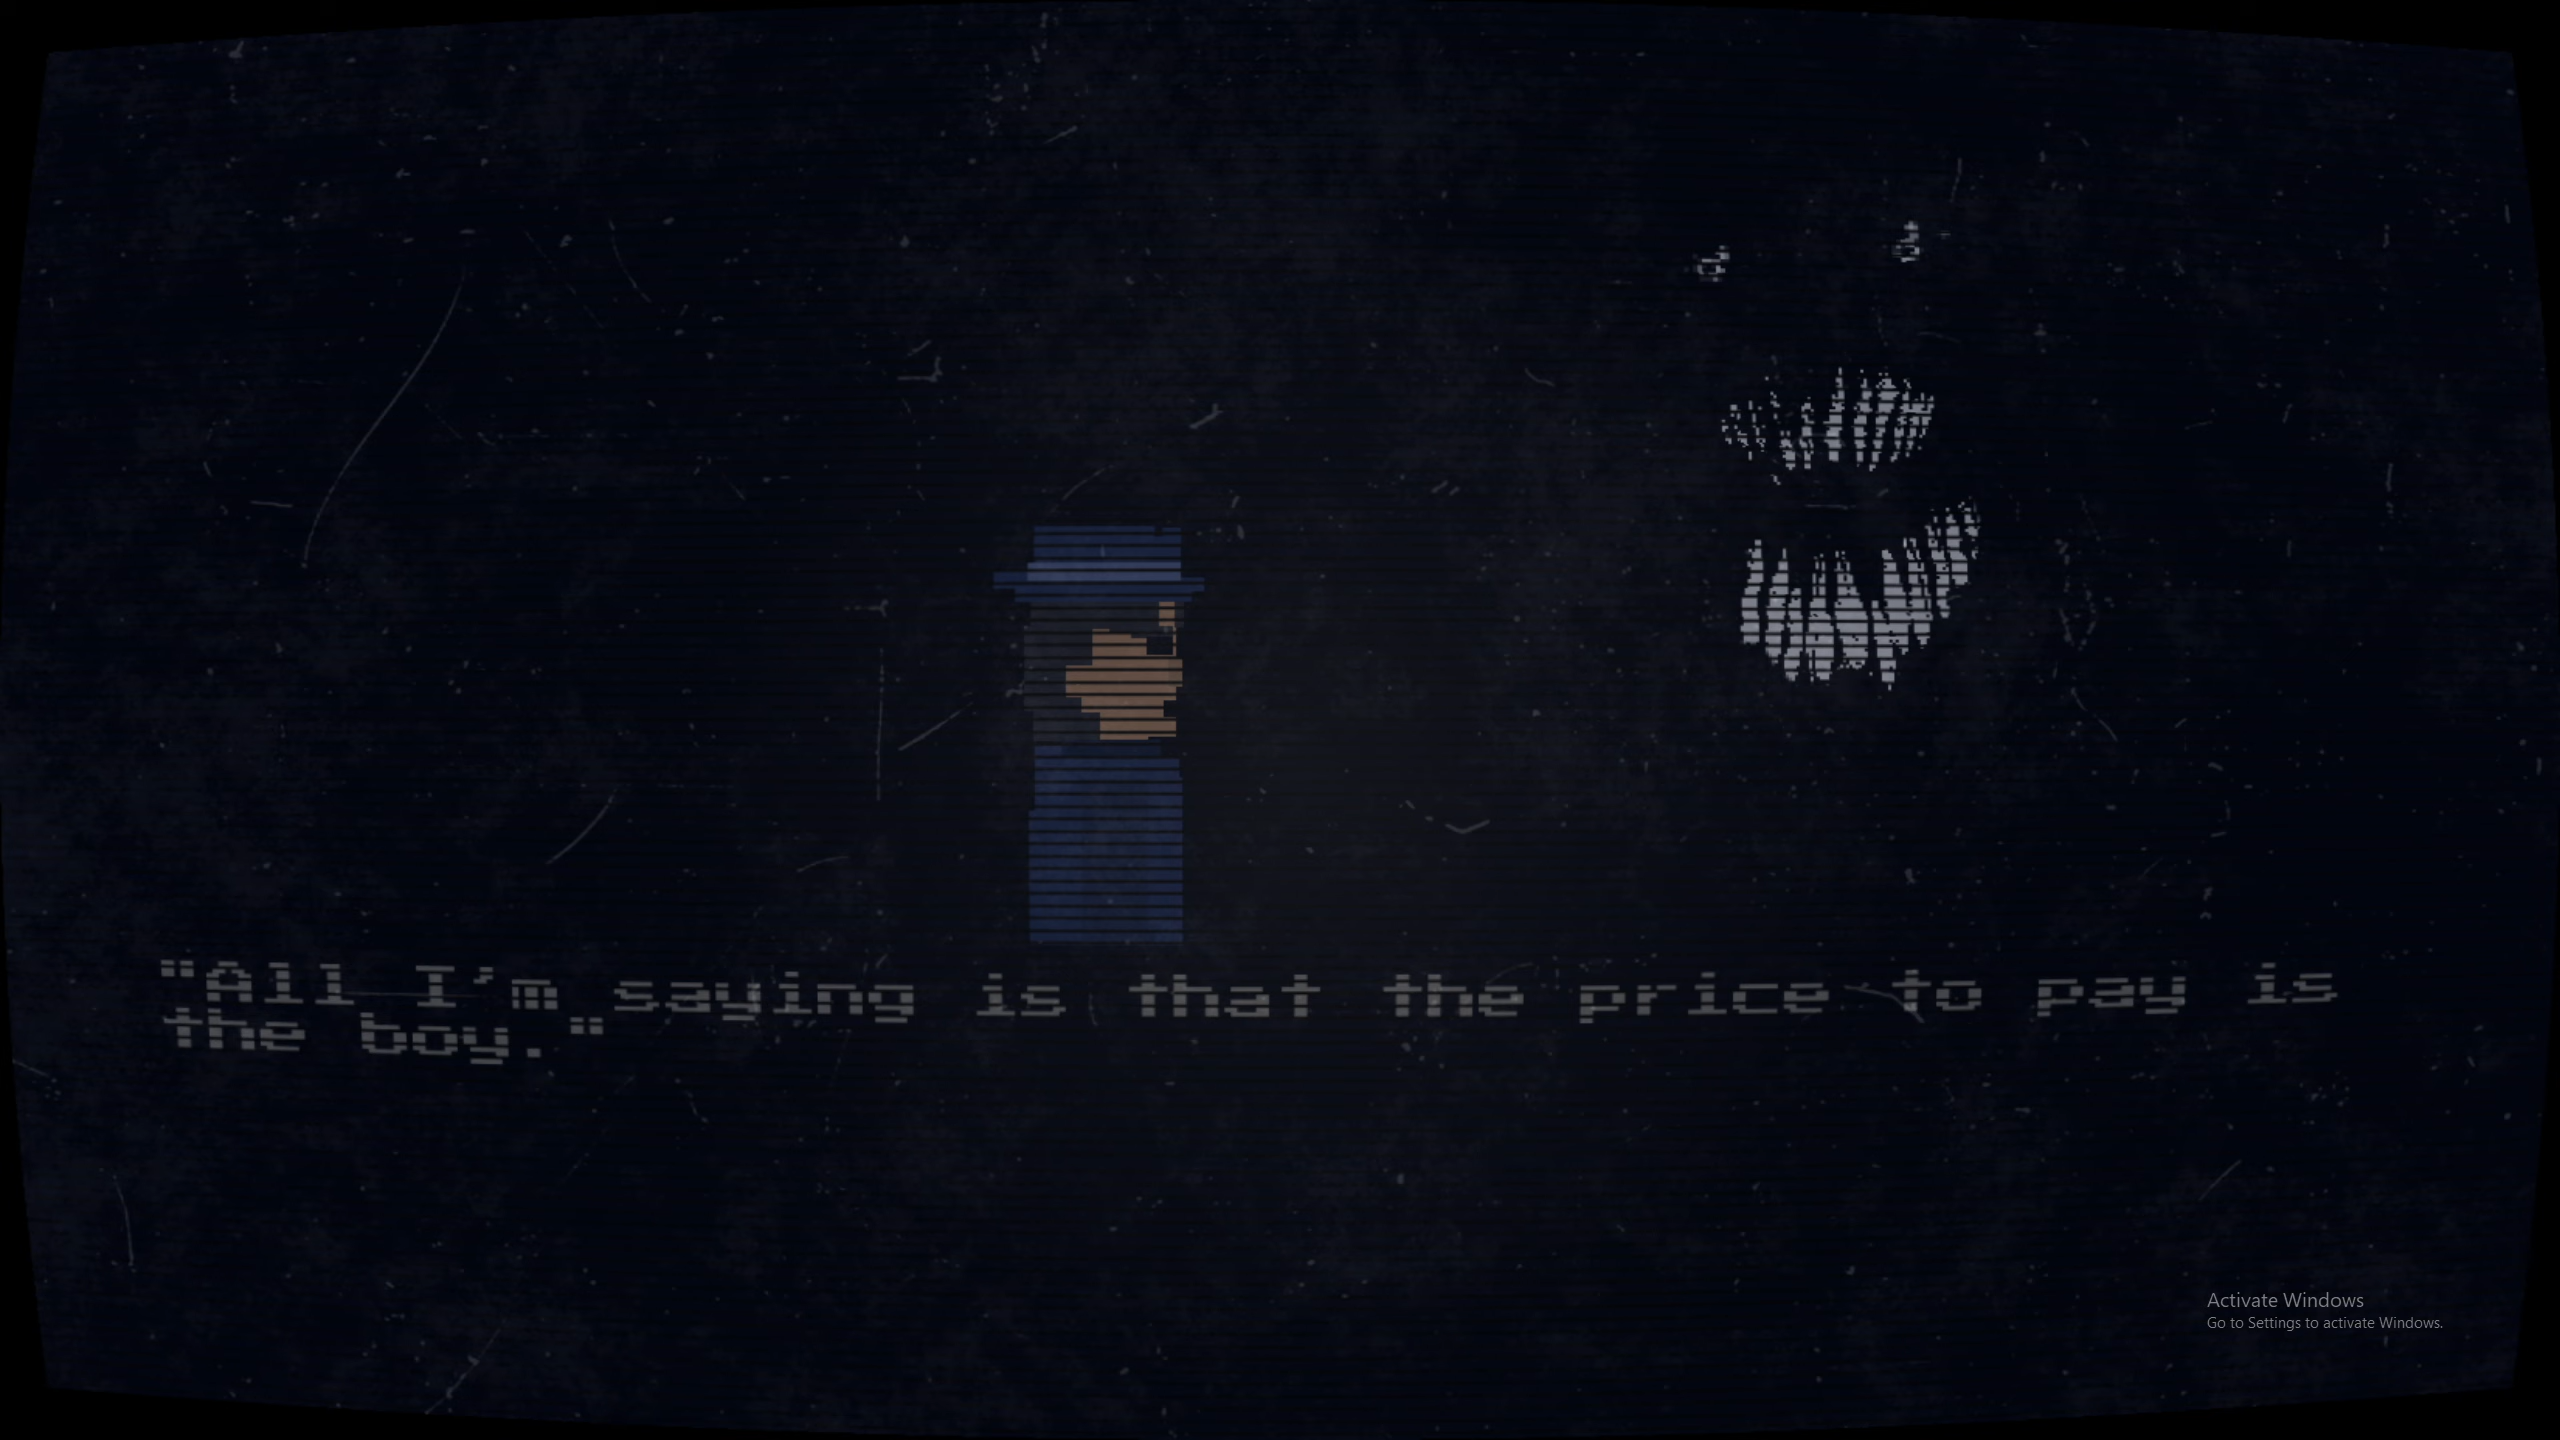 "All I'm saying is that the price to pay is
the boy."
Activate Windows
Go to Settings to activate Windows.